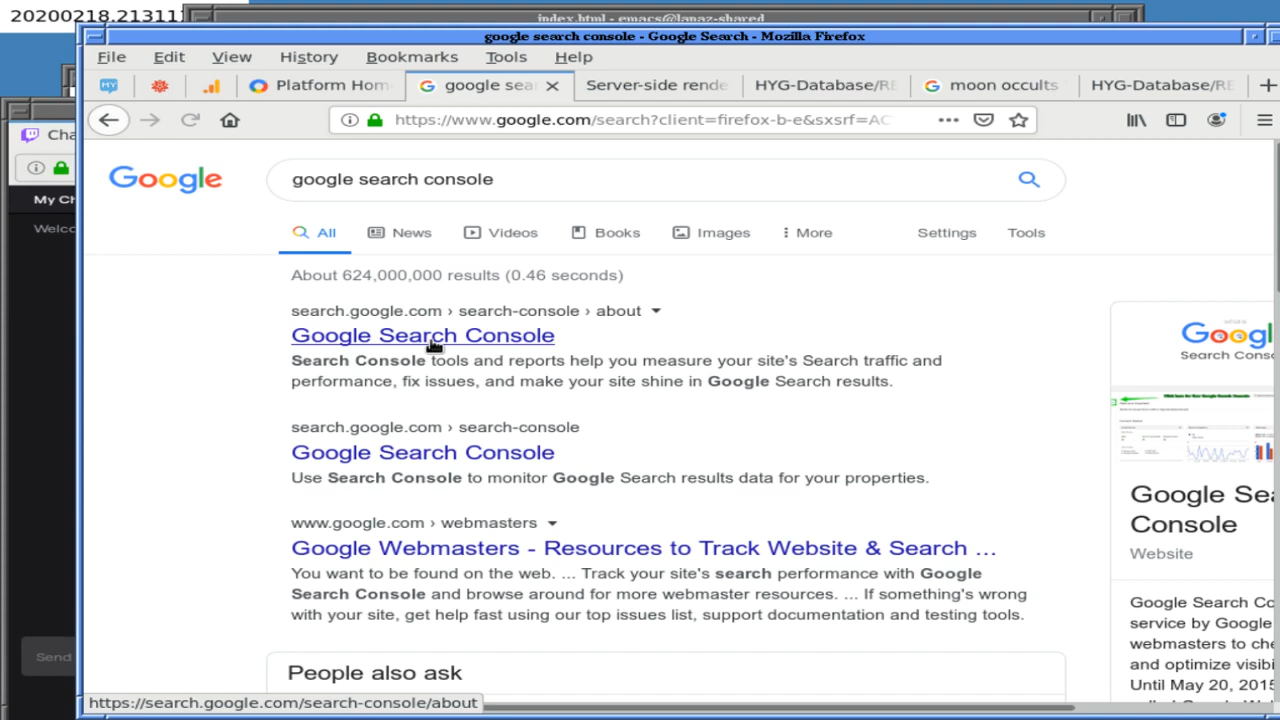 20200218.21311
index.html - emacs@lanaz-shared
google search console - Google Search - Mozilla Firefox
File Edit View History Bookmarks Tools Help
Platform Hom google sea Server-side rende HYG-Database/RE moon occults HYG-Database/RE
Cha
https://www.google.com/search?client=firefox-b-e&sxsrf=AC
Google google search console
My Ch
Welco
All News Videos Books Images More Settings Tools
About 624,000,000 results (0.46 seconds)
search.google.com › search-console › about
Google Search Console
Search Console tools and reports help you measure your site's Search traffic and
performance, fix issues, and make your site shine in Google Search results.
search.google.com › search-console
Google Search Console
Use Search Console to monitor Google Search results data for your properties.
www.google.com › webmasters
Google Webmasters - Resources to Track Website & Search ...
You want to be found on the web. ... Track your site's search performance with Google
Search Console and browse around for more webmaster resources. ... If something's wrong
with your site, get help fast using our top issues list, support documentation and testing tools.
People also ask
Googl
Search Conso
Google Sea
Console
Website
Google Search Co
service by Google
webmasters to che
and optimize visibi
Until May 20, 2015
Send
https://search.google.com/search-console/about